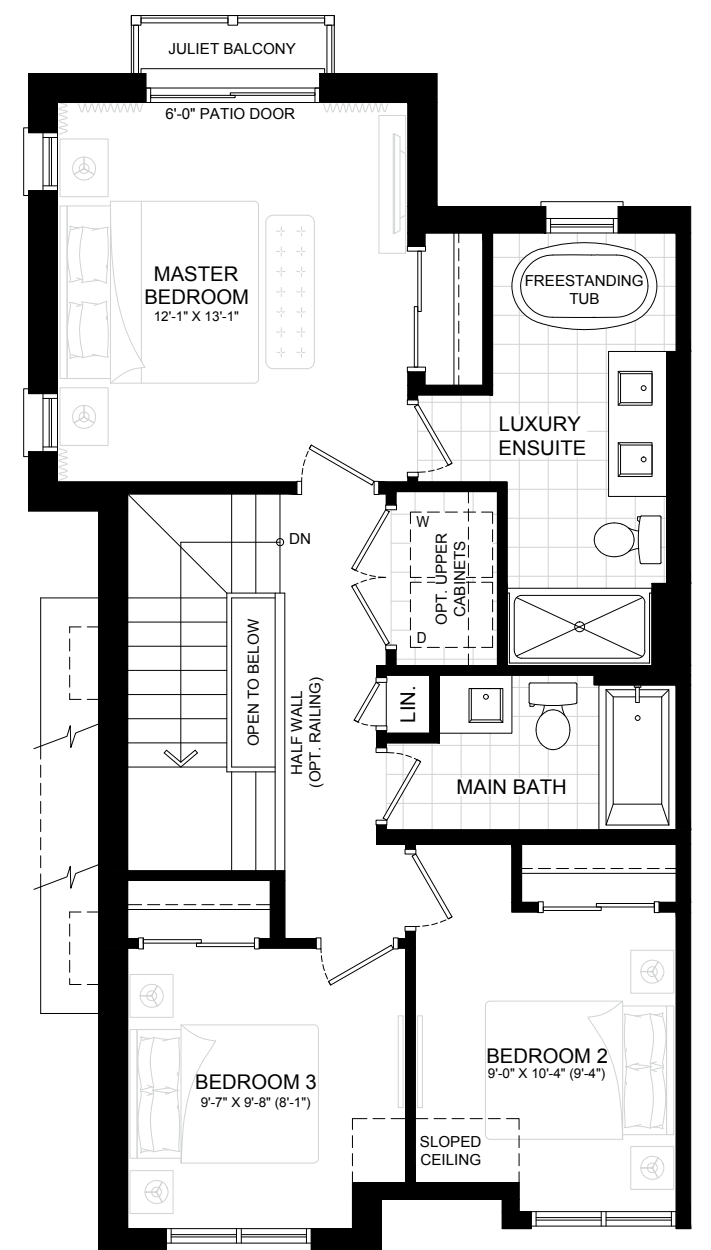 JULIET BALCONY
6'-0" PATIO DOOR
MASTER
BEDROOM
12'-1" X 13'-1"
FREESTANDING
TUB
LUXURY
ENSUITE
DN
W
OPT. UPPER
CABINETS
D
OPEN TO BELOW
HALF WALL
(OPT. RAILING)
LIN.
MAIN BATH
BEDROOM 3
9'-7" X 9'-8" (8'-1")
BEDROOM 2
9'-0" X 10'-4" (9'-4")
SLOPED
CEILING